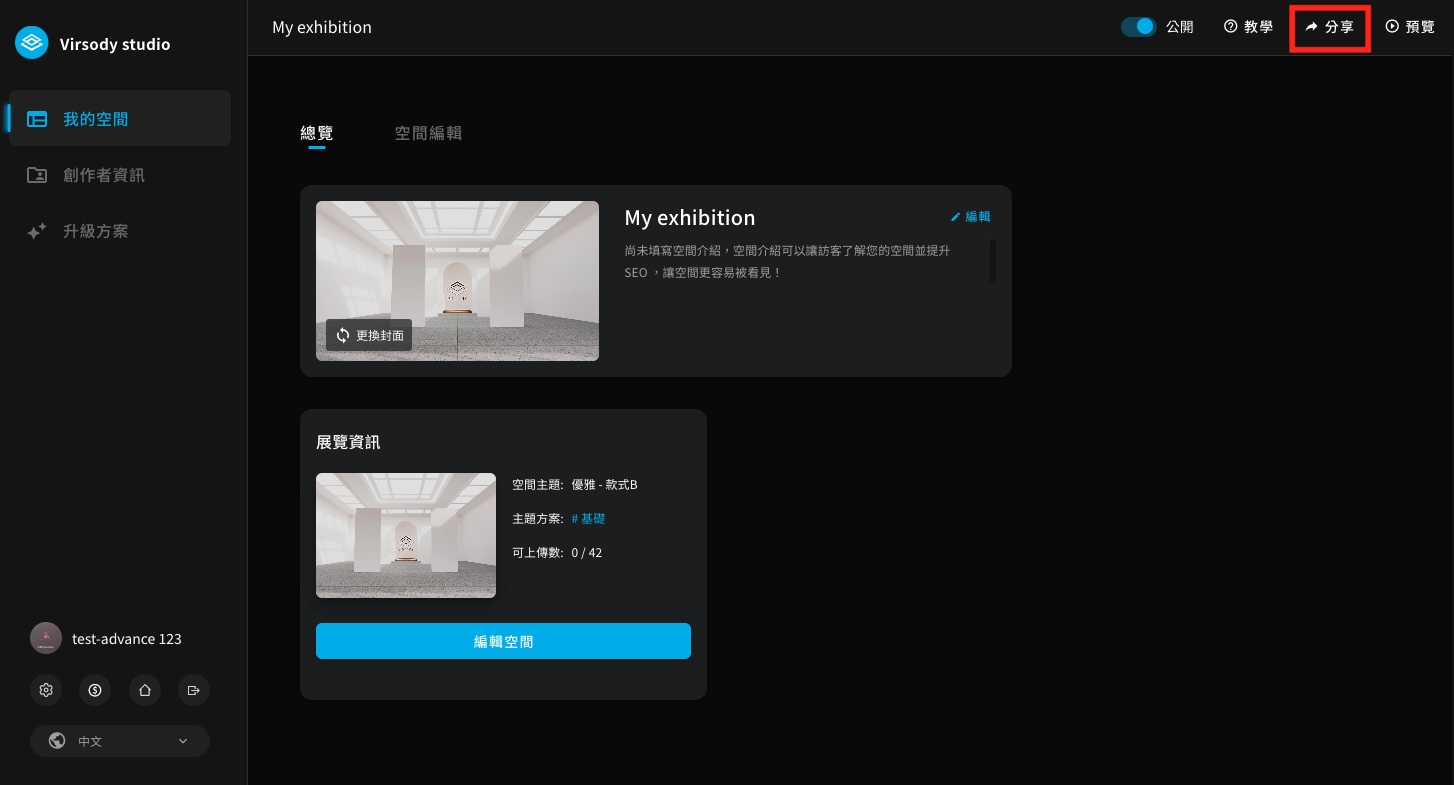 Virsody studio
我的空間
創作者資訊
升級方案
test-advance 123
中文
My exhibition
公開
教學
分享
預覽
總覽
空間編輯
更換封面
My exhibition
編輯
尚未填寫空間介紹，空間介紹可以讓訪客了解您的空間並提升
SEO ，讓空間更容易被看見！
展覽資訊
空間主題: 優雅 - 款式B
主題方案: # 基礎
可上傳數: 0 / 42
編輯空間